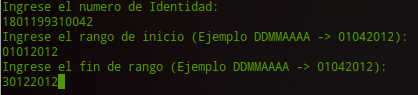 Ingrese el numero de Identidad:
1801199310042
Ingrese el rango de inicio (Ejemplo DDMMAAAA -> 01042012):
01012012
Ingrese el fin de rango (Ejemplo DDMMAAAA -> 01042012):
30122012